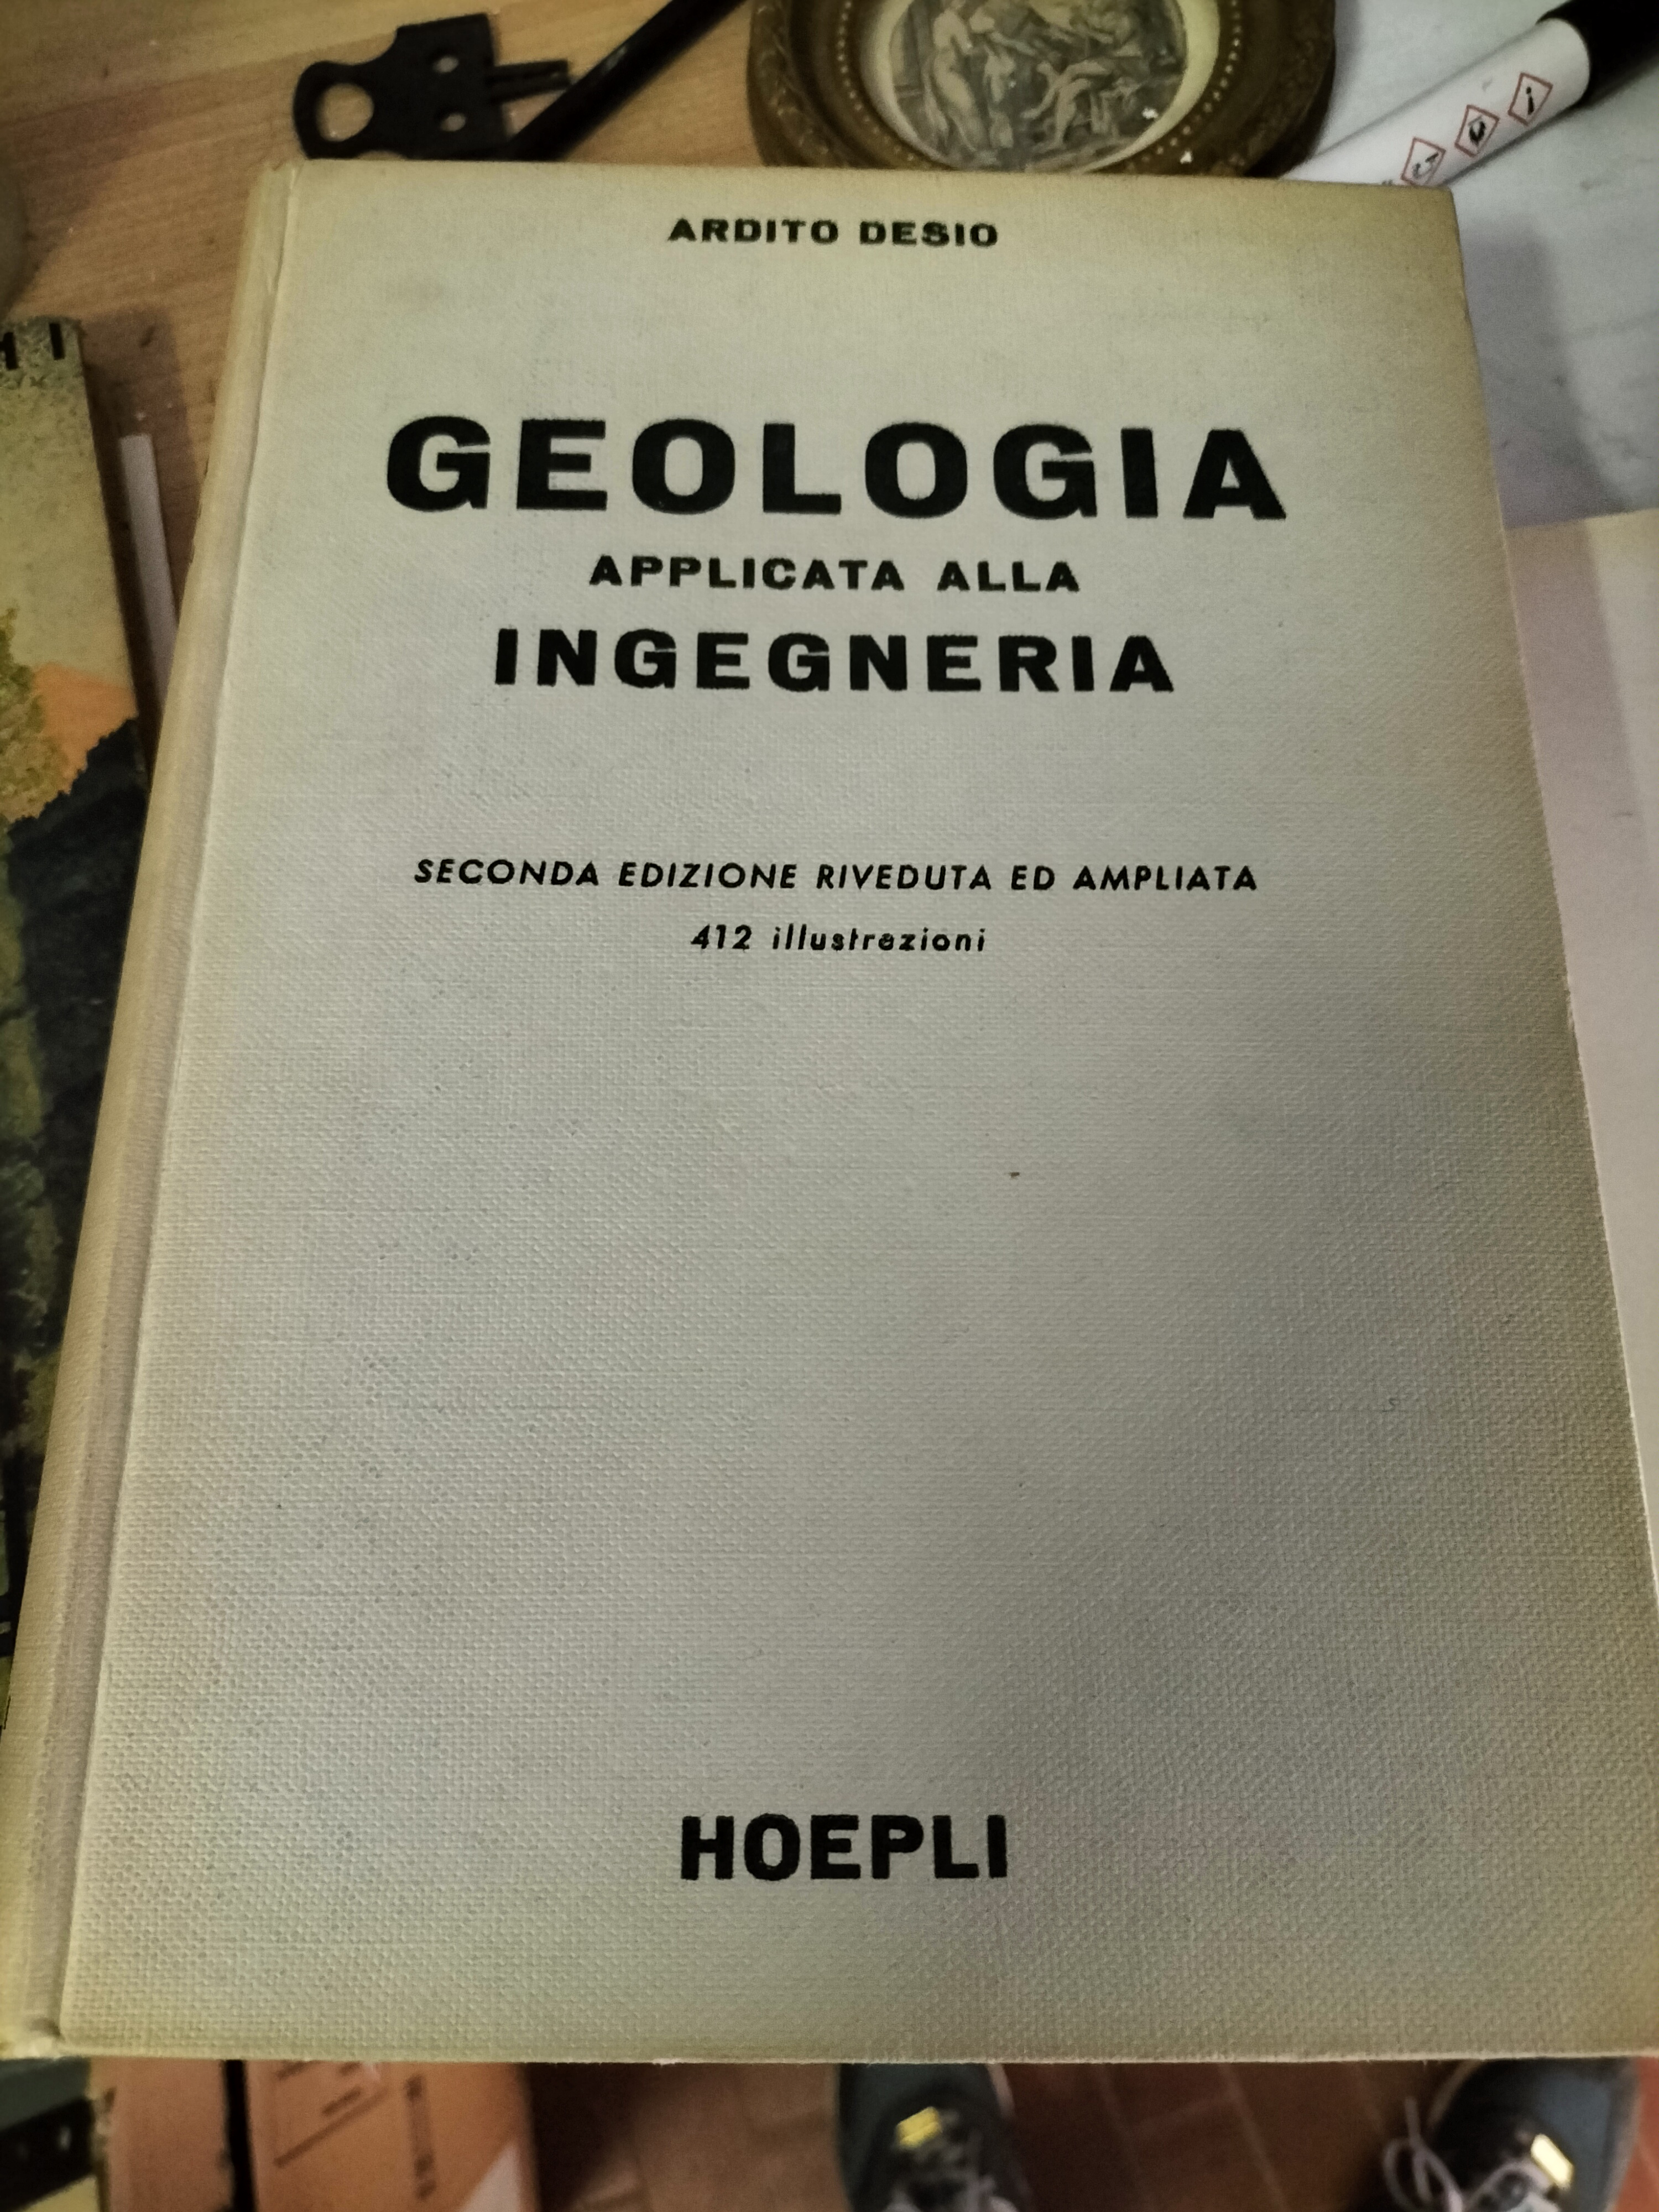 ARDITO DESIO
GEOLOGIA
APPLICATA ALLA
INGEGNERIA
SECONDA EDIZIONE RIVEDUTA ED AMPLIATA
412 illustrazioni
HOEPLI